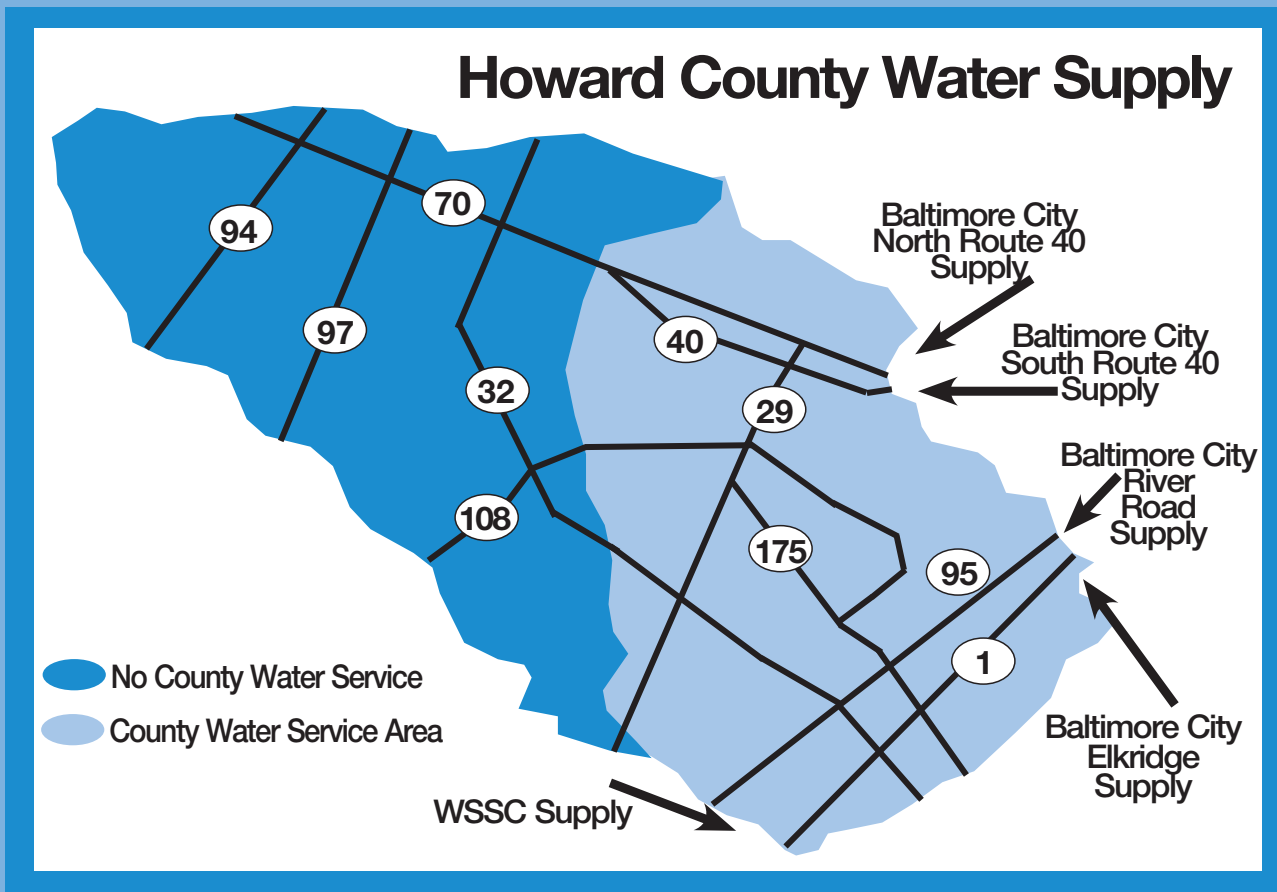 Howard County Water Supply
94
70
97
32
40
29
108
175
95
1
Baltimore City
North Route 40
Supply
Baltimore City
South Route 40
Supply
Baltimore City
River
Road
Supply
Baltimore City
Elkridge
Supply
WSSC Supply
No County Water Service
County Water Service Area